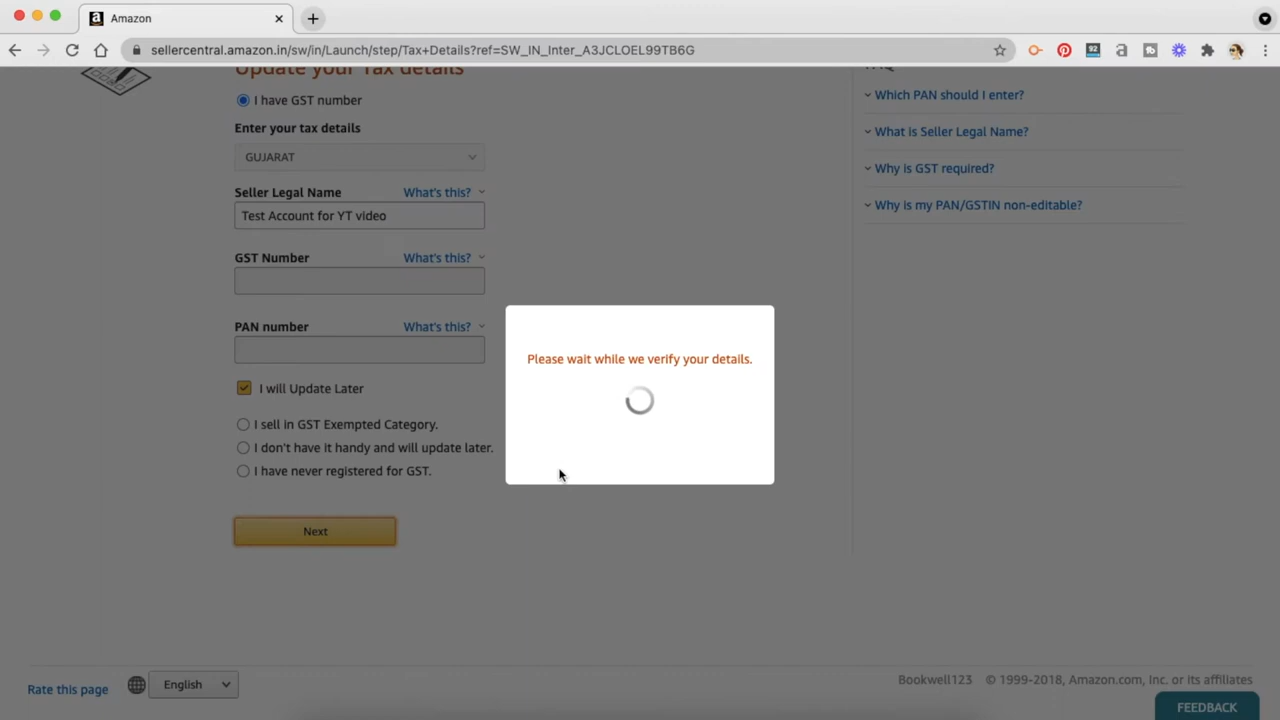 Amazon
sellercentral.amazon.in/sw/in/Launch/step/Tax+Details?ref=SW_IN_Inter_A3JCLOEL99TB6G
92
Update your Tax details
I have GST number
Enter your tax details
GUJARAT
Seller Legal Name What's this?
Test Account for YT video
GST Number What's this?
PAN number What's this?
I will Update Later
I sell in GST Exempted Category.
I don't have it handy and will update later.
I have never registered for GST.
Next
Please wait while we verify your details.
FAQ
Which PAN should I enter?
What is Seller Legal Name?
Why is GST required?
Why is my PAN/GSTIN non-editable?
Rate this page
English
Bookwell123 © 1999-2018, Amazon.com, Inc. or its affiliates
FEEDBACK